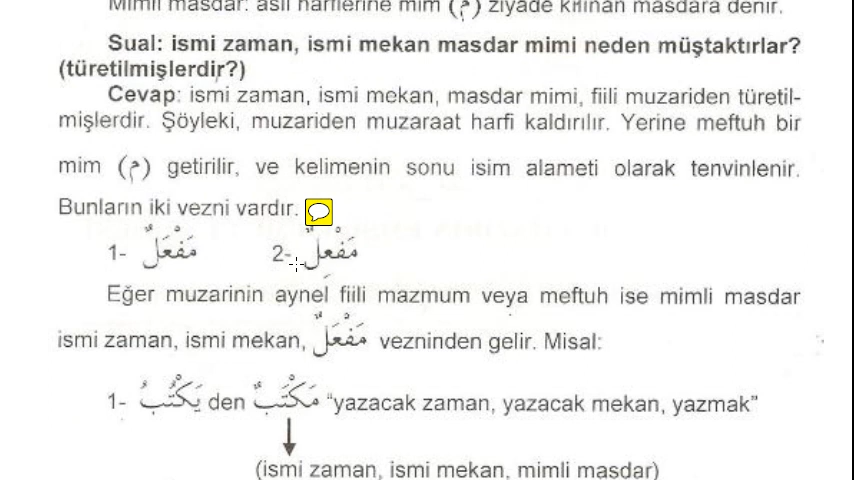 Mimli masdar: asli harflerine mim (م) ziyade kılınan masdara denir.
Sual: ismi zaman, ismi mekan masdar mimi neden müştaktırlar?
(türetilmişlerdir?)
Cevap: ismi zaman, ismi mekan, masdar mimi, fiili muzariden türetil-
mişlerdir. Şöyleki, muzariden muzaraat harfi kaldırılır. Yerine meftuh bir
mim (م) getirilir, ve kelimenin sonu isim alameti olarak tenvinlenir.
Bunların iki vezni vardır.
1- مَفْعَلٌ 2- مَفْعِلٌ
Eğer muzarinin aynel fiili mazmum veya meftuh ise mimli masdar
ismi zaman, ismi mekan, مَفْعَلٌ vezninden gelir. Misal:
1- يَكْتُبُ den مَكْتَبٌ “yazacak zaman, yazacak mekan, yazmak”
(ismi zaman, ismi mekan, mimli masdar)